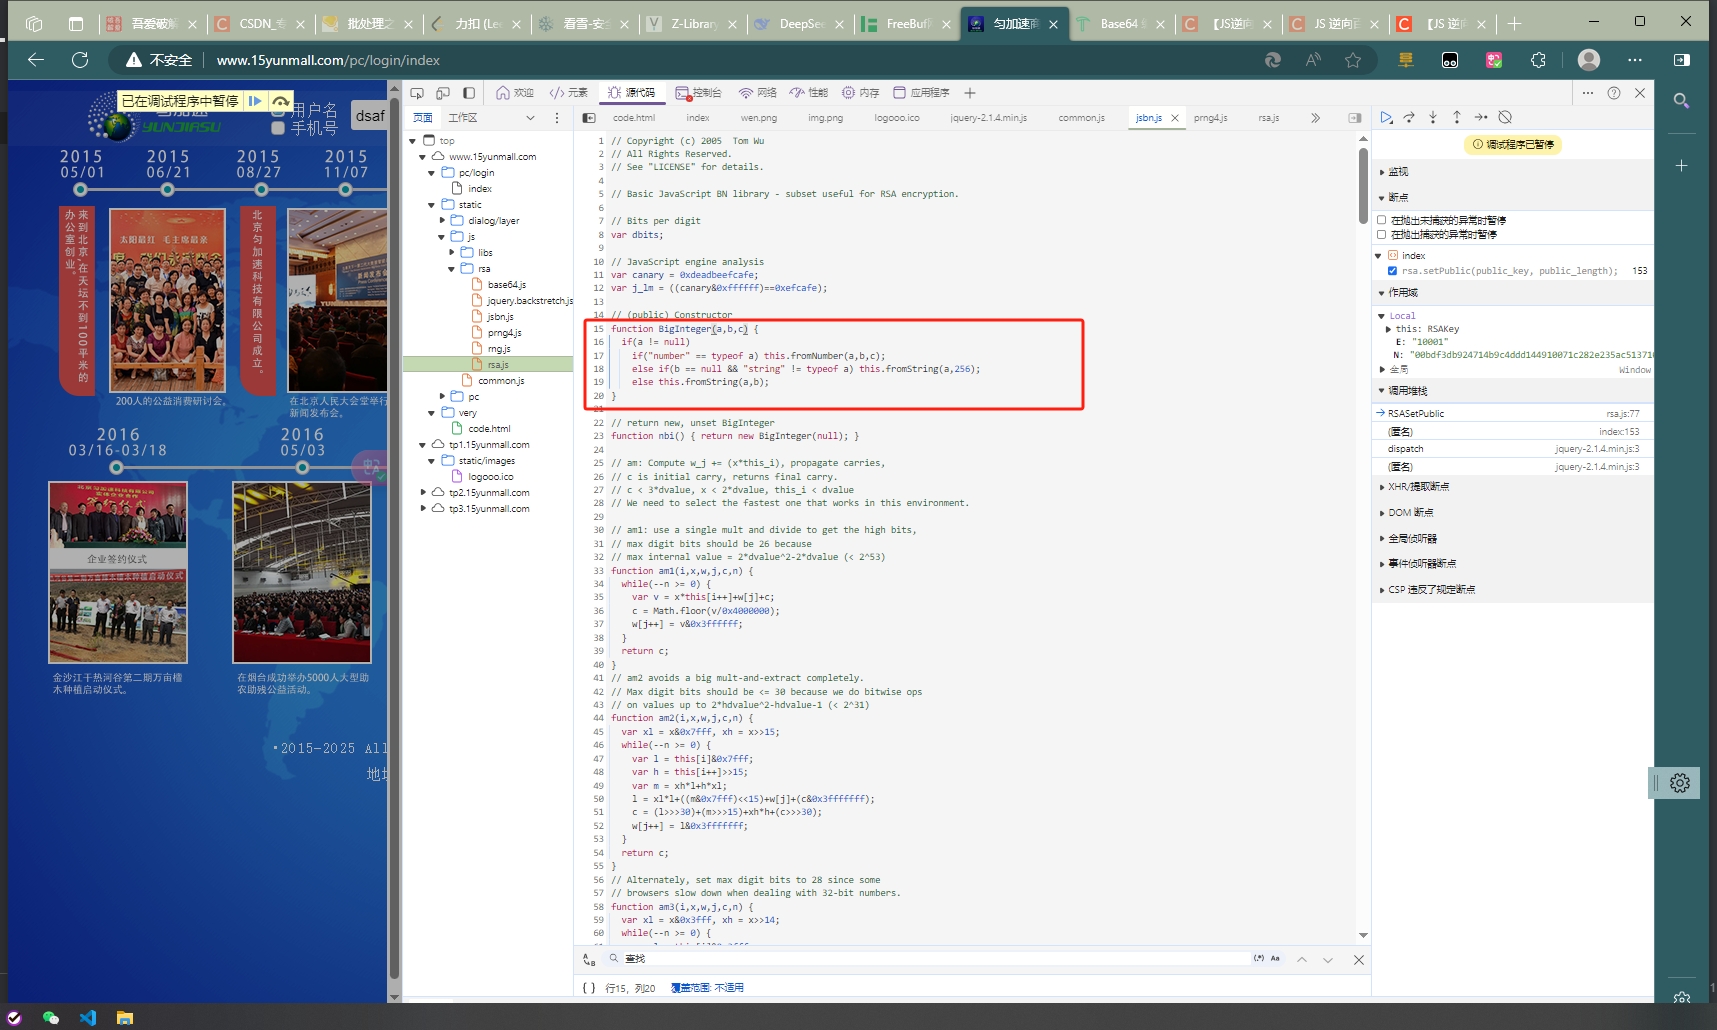 吾爱破解
CSDN_专
批处理之
力扣 (Lee
看雪-安全
Z-Library
DeepSee
FreeBuf
匀加速商
Base64 编
【JS逆向
JS 逆向百
【JS 逆向
不安全
www.15yunmall.com/pc/login/index
已在调试程序中暂停
YUNJIASU
用户名
手机号
dsaf
2015
05/01
2015
06/21
2015
08/27
2015
11/07
来到北京,在天坛不到100平米的办公室创业。
太阳最红 毛主席最亲
北京匀加速科技有限公司成立。
200人的公益消费研讨会。
在北京人民大会堂举行
新闻发布会。
2016
03/16-03/18
2016
05/03
企业签约仪式
金沙江干热河谷第二期万亩樯
木种植启动仪式。
在烟台成功举办5000人大型助
农助残公益活动。
•2015-2025 All
地址
欢迎
</> 元素
源代码
控制台
网络
性能
内存
应用程序
页面
工作区
top
www.15yunmall.com
pc/login
index
static
dialog/layer
js
libs
rsa
base64.js
jquery.backstretch.js
jsbn.js
prng4.js
rng.js
rsa.js
common.js
pc
very
code.html
tp1.15yunmall.com
static/images
logooo.ico
tp2.15yunmall.com
tp3.15yunmall.com
code.html
index
wen.png
img.png
logooo.ico
jquery-2.1.4.min.js
common.js
jsbn.js
prng4.js
rsa.js
1 // Copyright (c) 2005  Tom Wu
2 // All Rights Reserved.
3 // See "LICENSE" for details.
4
5 // Basic JavaScript BN library - subset useful for RSA encryption.
6
7 // Bits per digit
8 var dbits;
9
10 // JavaScript engine analysis
11 var canary = 0xdeadbeefcafe;
12 var j_lm = ((canary&0xffffff)==0xefcafe);
13
14 // (public) Constructor
15 function BigInteger(a,b,c) {
16   if(a != null)
17     if("number" == typeof a) this.fromNumber(a,b,c);
18     else if(b == null && "string" != typeof a) this.fromString(a,256);
19     else this.fromString(a,b);
20 }
21
22 // return new, unset BigInteger
23 function nbi() { return new BigInteger(null); }
24
25 // am: Compute w_j += (x*this_i), propagate carries,
26 // c is initial carry, returns final carry.
27 // c < 3*dvalue, x < 2*dvalue, this_i < dvalue
28 // We need to select the fastest one that works in this environment.
29
30 // am1: use a single mult and divide to get the high bits,
31 // max digit bits should be 26 because
32 // max internal value = 2*dvalue^2-2*dvalue (< 2^53)
33 function am1(i,x,w,j,c,n) {
34   while(--n >= 0) {
35     var v = x*this[i++]+w[j]+c;
36     c = Math.floor(v/0x4000000);
37     w[j++] = v&0x3ffffff;
38   }
39   return c;
40 }
41 // am2 avoids a big mult-and-extract completely.
42 // Max digit bits should be <= 30 because we do bitwise ops
43 // on values up to 2*hdvalue^2-hdvalue-1 (< 2^31)
44 function am2(i,x,w,j,c,n) {
45   var xl = x&0x7fff, xh = x>>15;
46   while(--n >= 0) {
47     var l = this[i]&0x7fff;
48     var h = this[i++]>>15;
49     var m = xh*l+h*xl;
50     l = xl*l+((m&0x7fff)<<15)+w[j]+(c&0x3fffffff);
51     c = (l>>>30)+(m>>>15)+xh*h+(c>>>30);
52     w[j++] = l&0x3fffffff;
53   }
54   return c;
55 }
56 // Alternately, set max digit bits to 28 since some
57 // browsers slow down when dealing with 32-bit numbers.
58 function am3(i,x,w,j,c,n) {
59   var xl = x&0x3fff, xh = x>>14;
60   while(--n >= 0) {
查找
(.*) Aa
{ } 行15, 列20 覆盖范围: 不适用
调试程序已暂停
监视
断点
在抛出未捕获的异常时暂停
在抛出捕获的异常时暂停
index
rsa.setPublic(public_key, public_length); 153
作用域
Local
this: RSAKey
E: "10001"
N: "00bdf3db924714b9c4ddd144910071c282e235ac51371
全局 Window
调用堆栈
RSASetPublic rsa.js:77
(匿名) index:153
dispatch jquery-2.1.4.min.js:3
(匿名) jquery-2.1.4.min.js:3
XHR/提取断点
DOM 断点
全局侦听器
事件侦听器断点
CSP 违反了规定断点